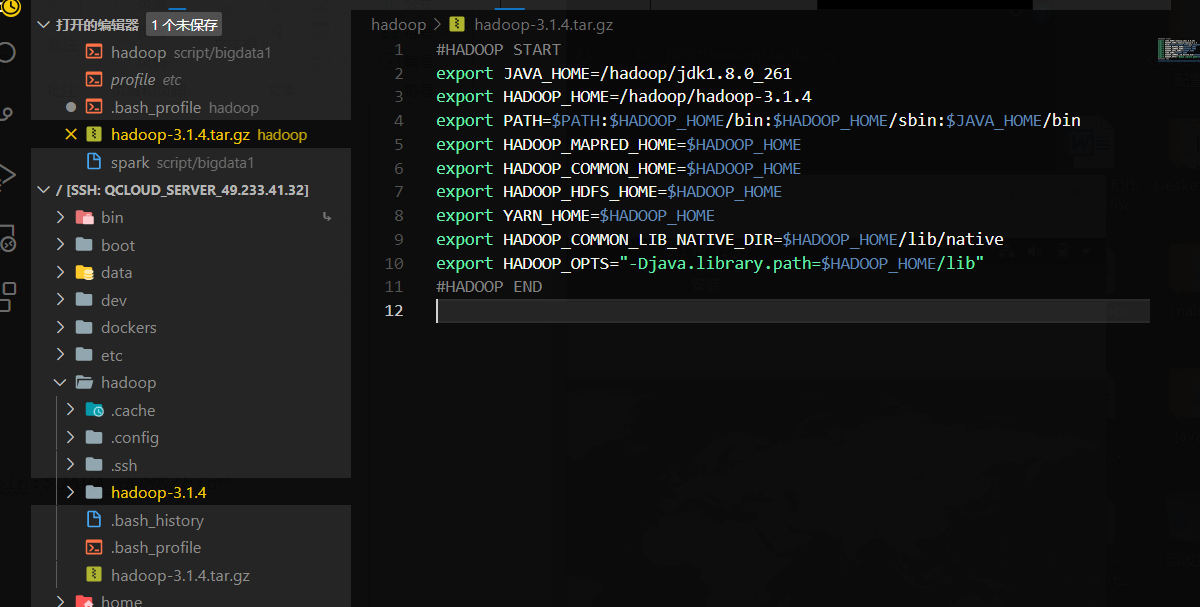 打开的编辑器 1 个未保存
hadoop script/bigdata1
profile etc
.bash_profile hadoop
hadoop-3.1.4.tar.gz hadoop
spark script/bigdata1
/ [SSH: QCLOUD_SERVER_49.233.41.32]
bin
boot
data
dev
dockers
etc
hadoop
.cache
.config
.ssh
hadoop-3.1.4
.bash_history
.bash_profile
hadoop-3.1.4.tar.gz
home
hadoop > hadoop-3.1.4.tar.gz
1 #HADOOP START
2 export JAVA_HOME=/hadoop/jdk1.8.0_261
3 export HADOOP_HOME=/hadoop/hadoop-3.1.4
4 export PATH=$PATH:$HADOOP_HOME/bin:$HADOOP_HOME/sbin:$JAVA_HOME/bin
5 export HADOOP_MAPRED_HOME=$HADOOP_HOME
6 export HADOOP_COMMON_HOME=$HADOOP_HOME
7 export HADOOP_HDFS_HOME=$HADOOP_HOME
8 export YARN_HOME=$HADOOP_HOME
9 export HADOOP_COMMON_LIB_NATIVE_DIR=$HADOOP_HOME/lib/native
10 export HADOOP_OPTS="-Djava.library.path=$HADOOP_HOME/lib"
11 #HADOOP END
12